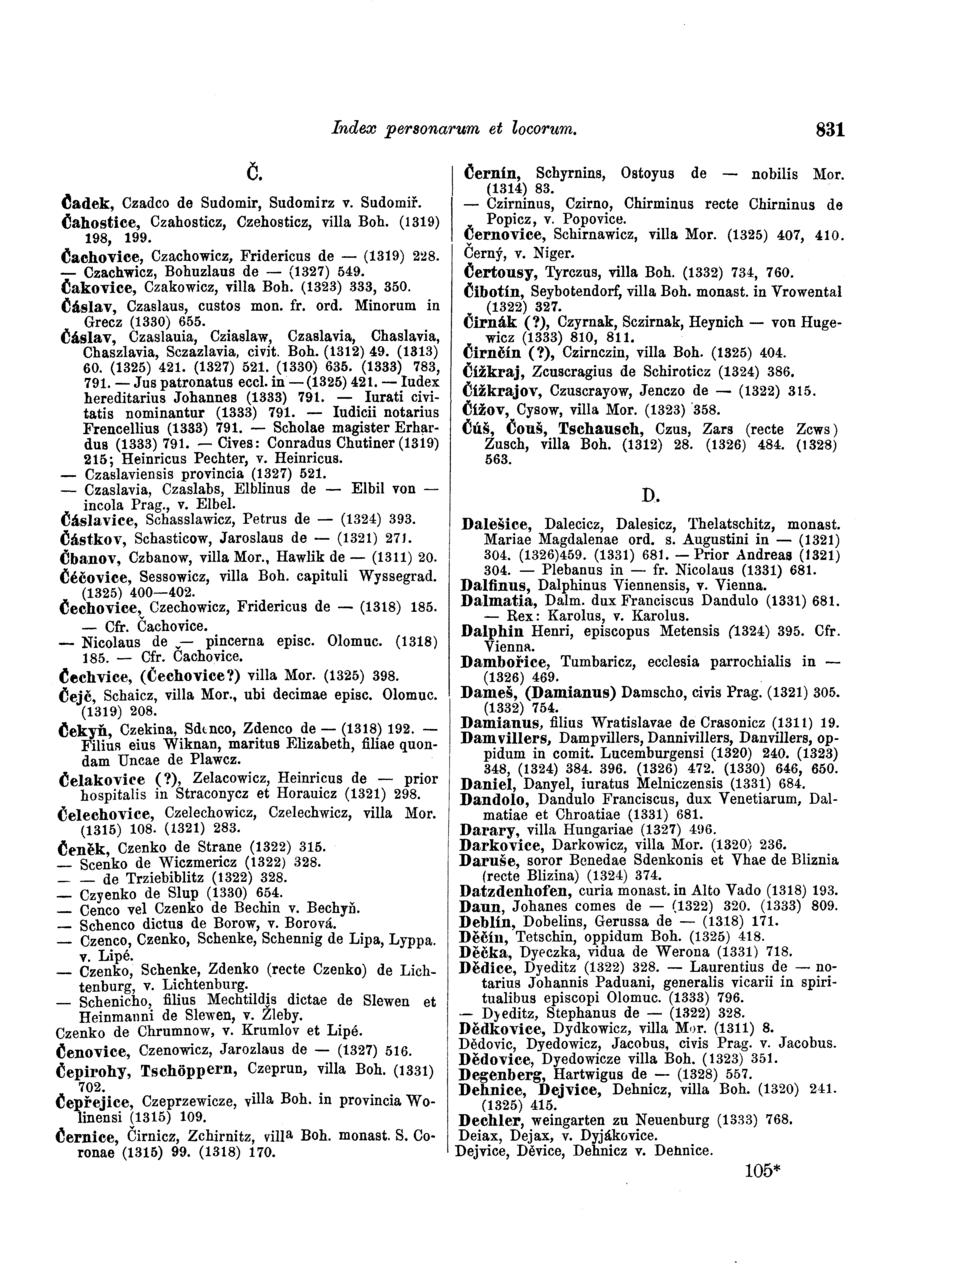 Index personarum et locorum. 831
Č.
Čadek, Czadco de Sudomir, Sudomirz v. Sudomiř.
Čahostice, Czahosticz, Czehosticz, villa Boh. (1319)
198, 199.
Čachovice, Czachowicz, Fridericus de — (1319) 228.
— Czachwicz, Bohuzlaus de — (1327) 549.
Čakovice, Czakowicz, villa Boh. (1323) 333, 350.
Čáslav, Czaslaus, custos mon. fr. ord. Minorum in
Grecz (1330) 655.
Čáslav, Czaslauia, Cziaslaw, Czaslavia, Chaslavia,
Chaszlavia, Sczazlavia, civit. Boh. (1312) 49. (1313)
60. (1325) 421. (1327) 521. (1330) 635. (1333) 783,
791. — Jus patronatus eccl. in — (1325) 421. — Iudex
hereditarius Johannes (1333) 791. — Iurati civi-
tatis nominantur (1333) 791. — Iudicii notarius
Frencellius (1333) 791. — Scholae magister Erhar-
dus (1333) 791. — Cives: Conradus Chutiner (1319)
215; Heinricus Pechter, v. Heinricus.
— Czaslaviensis provincia (1327) 521.
— Czaslavia, Czaslabs, Elblinus de — Elbil von —
incola Prag., v. Elbel.
Čáslavice, Schasslawicz, Petrus de — (1324) 393.
Částkov, Schasticow, Jaroslaus de — (1321) 271.
Čbanov, Czbanow, villa Mor., Hawlik de — (1311) 20.
Čéčovice, Sessowicz, villa Boh. capituli Wyssegrad.
(1325) 400—402.
Čechovice, Czechowicz, Fridericus de — (1318) 185.
— Cfr. Čachovice.
— Nicolaus de — pincerna episc. Olomuc. (1318)
185. — Cfr. Čachovice.
Čechvice, (Čechovice?) villa Mor. (1325) 398.
Čejč, Schaicz, villa Mor., ubi decimae episc. Olomuc.
(1319) 208.
Čekyň, Czekina, Sdenco, Zdenco de — (1318) 192. —
Filius eius Wiknan, maritus Elizabeth, filiae quon-
dam Uncae de Plawcz.
Čelakovice (?), Zelacowicz, Heinricus de — prior
hospitalis in Straconycz et Horauicz (1321) 298.
Čelechovice, Czelechowicz, Czelechwicz, villa Mor.
(1315) 108. (1321) 283.
Čeněk, Czenko de Strane (1322) 315.
— Scenko de Wiczmericz (1322) 328.
— — de Trziebiblitz (1322) 328.
— Czyenko de Slup (1330) 654.
— Cenco vel Czenko de Bechin v. Bechyň.
— Schenco dictus de Borow, v. Borová.
— Czenco, Czenko, Schenke, Schennig de Lipa, Lyppa.
v. Lipé.
— Czenko, Schenke, Zdenko (recte Czenko) de Lich-
tenburg, v. Lichtenburg.
— Schenicho, filius Mechtildis dictae de Slewen et
Heinmanni de Slewen, v. Žleby.
Czenko de Chrumnow, v. Krumlov et Lipé.
Čenovice, Czenowicz, Jarozlaus de — (1327) 516.
Čepirohy, Tschöppern, Czeprun, villa Boh. (1331)
702.
Čepřejice, Czeprzewicze, villa Boh. in provincia Wo-
linensi (1315) 109.
Černice, Čirnicz, Zchirnitz, villa Boh. monast. S. Co-
ronae (1315) 99. (1318) 170.
Černín, Schyrnins, Ostoyus de — nobilis Mor.
(1314) 83.
— Czirninus, Czirno, Chirminus recte Chirninus de
Popicz, v. Popovice.
Černovice, Schirnawicz, villa Mor. (1325) 407, 410.
Černý, v. Niger.
Čertousy, Tyrczus, villa Boh. (1332) 734, 760.
Čibotín, Seybotendorf, villa Boh. monast. in Vrowental
(1322) 327.
Čirnák (?), Czyrnak, Sczirnak, Heynich — von Huge-
wicz (1333) 810, 811.
Čirněín (?), Czirnczin, villa Boh. (1325) 404.
Čížkraj, Zcuscragius de Schiroticz (1324) 386.
Čížkrajov, Czuscrayow, Jenczo de — (1322) 315.
Čížov, Cysow, villa Mor. (1323) 358.
Čúš, Čouš, Tschausch, Czus, Zars (recte Zcws)
Zusch, villa Boh. (1312) 28. (1326) 484. (1328)
563.
D.
Dalešice, Dalecicz, Dalesicz, Thelatschitz, monast.
Mariae Magdalenae ord. s. Augustini in — (1321)
304. (1326)459. (1331) 681. — Prior Andreas (1321)
304. — Plebanus in — fr. Nicolaus (1331) 681.
Dalfinus, Dalphinus Viennensis, v. Vienna.
Dalmatia, Dalm. dux Franciscus Dandulo (1331) 681.
— Rex: Karolus, v. Karolus.
Dalphin Henri, episcopus Metensis (1324) 395. Cfr.
Vienna.
Dambořice, Tumbaricz, ecclesia parrochialis in —
(1326) 469.
Dameš, (Damianus) Damscho, civis Prag. (1321) 305.
(1332) 754.
Damianus, filius Wratislavae de Crasonicz (1311) 19.
Damvillers, Dampvillers, Dannivillers, Danvillers, op-
pidum in comit. Lucemburgensi (1320) 240. (1323)
348, (1324) 384. 396. (1326) 472. (1330) 646, 650.
Daniel, Danyel, iuratus Melniczensis (1331) 684.
Dandolo, Dandulo Franciscus, dux Venetiarum, Dal-
matiae et Chroatiae (1331) 681.
Darary, villa Hungariae (1327) 496.
Darkovice, Darkowicz, villa Mor. (1320) 236.
Daruše, soror Benedae Sdenkonis et Vhae de Bliznia
(recte Blizina) (1324) 374.
Datzdenhofen, curia monast. in Alto Vado (1318) 193.
Daun, Johanes comes de — (1322) 320. (1333) 809.
Deblín, Dobelins, Gerussa de — (1318) 171.
Děčín, Tetschin, oppidum Boh. (1325) 418.
Děčka, Dyeczka, vidua de Werona (1331) 718.
Dědice, Dyeditz (1322) 328. — Laurentius de — no-
tarius Johannis Paduani, generalis vicarii in spiri-
tualibus episcopi Olomuc. (1333) 796.
— Dyeditz, Stephanus de — (1322) 328.
Dědkovice, Dydkowicz, villa Mor. (1311) 8.
Dědovic, Dyedowicz, Jacobus, civis Prag. v. Jacobus.
Dědovice, Dyedowicze villa Boh. (1323) 351.
Degenberg, Hartwigus de — (1328) 557.
Dehnice, Dejvice, Dehnicz, villa Boh. (1320) 241.
(1325) 415.
Dechler, weingarten zu Neuenburg (1333) 768.
Deiax, Dejax, v. Dyjákovice.
Dejvice, Dévice, Dehnicz v. Dehnice.
105*